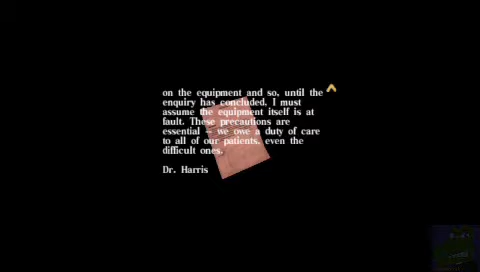 on the equipment and so, until the
enquiry has concluded, I must
assume the equipment itself is at
fault. These precautions are
essential - we owe a duty of care
to all of our patients, even the
difficult ones.
Dr. Harris